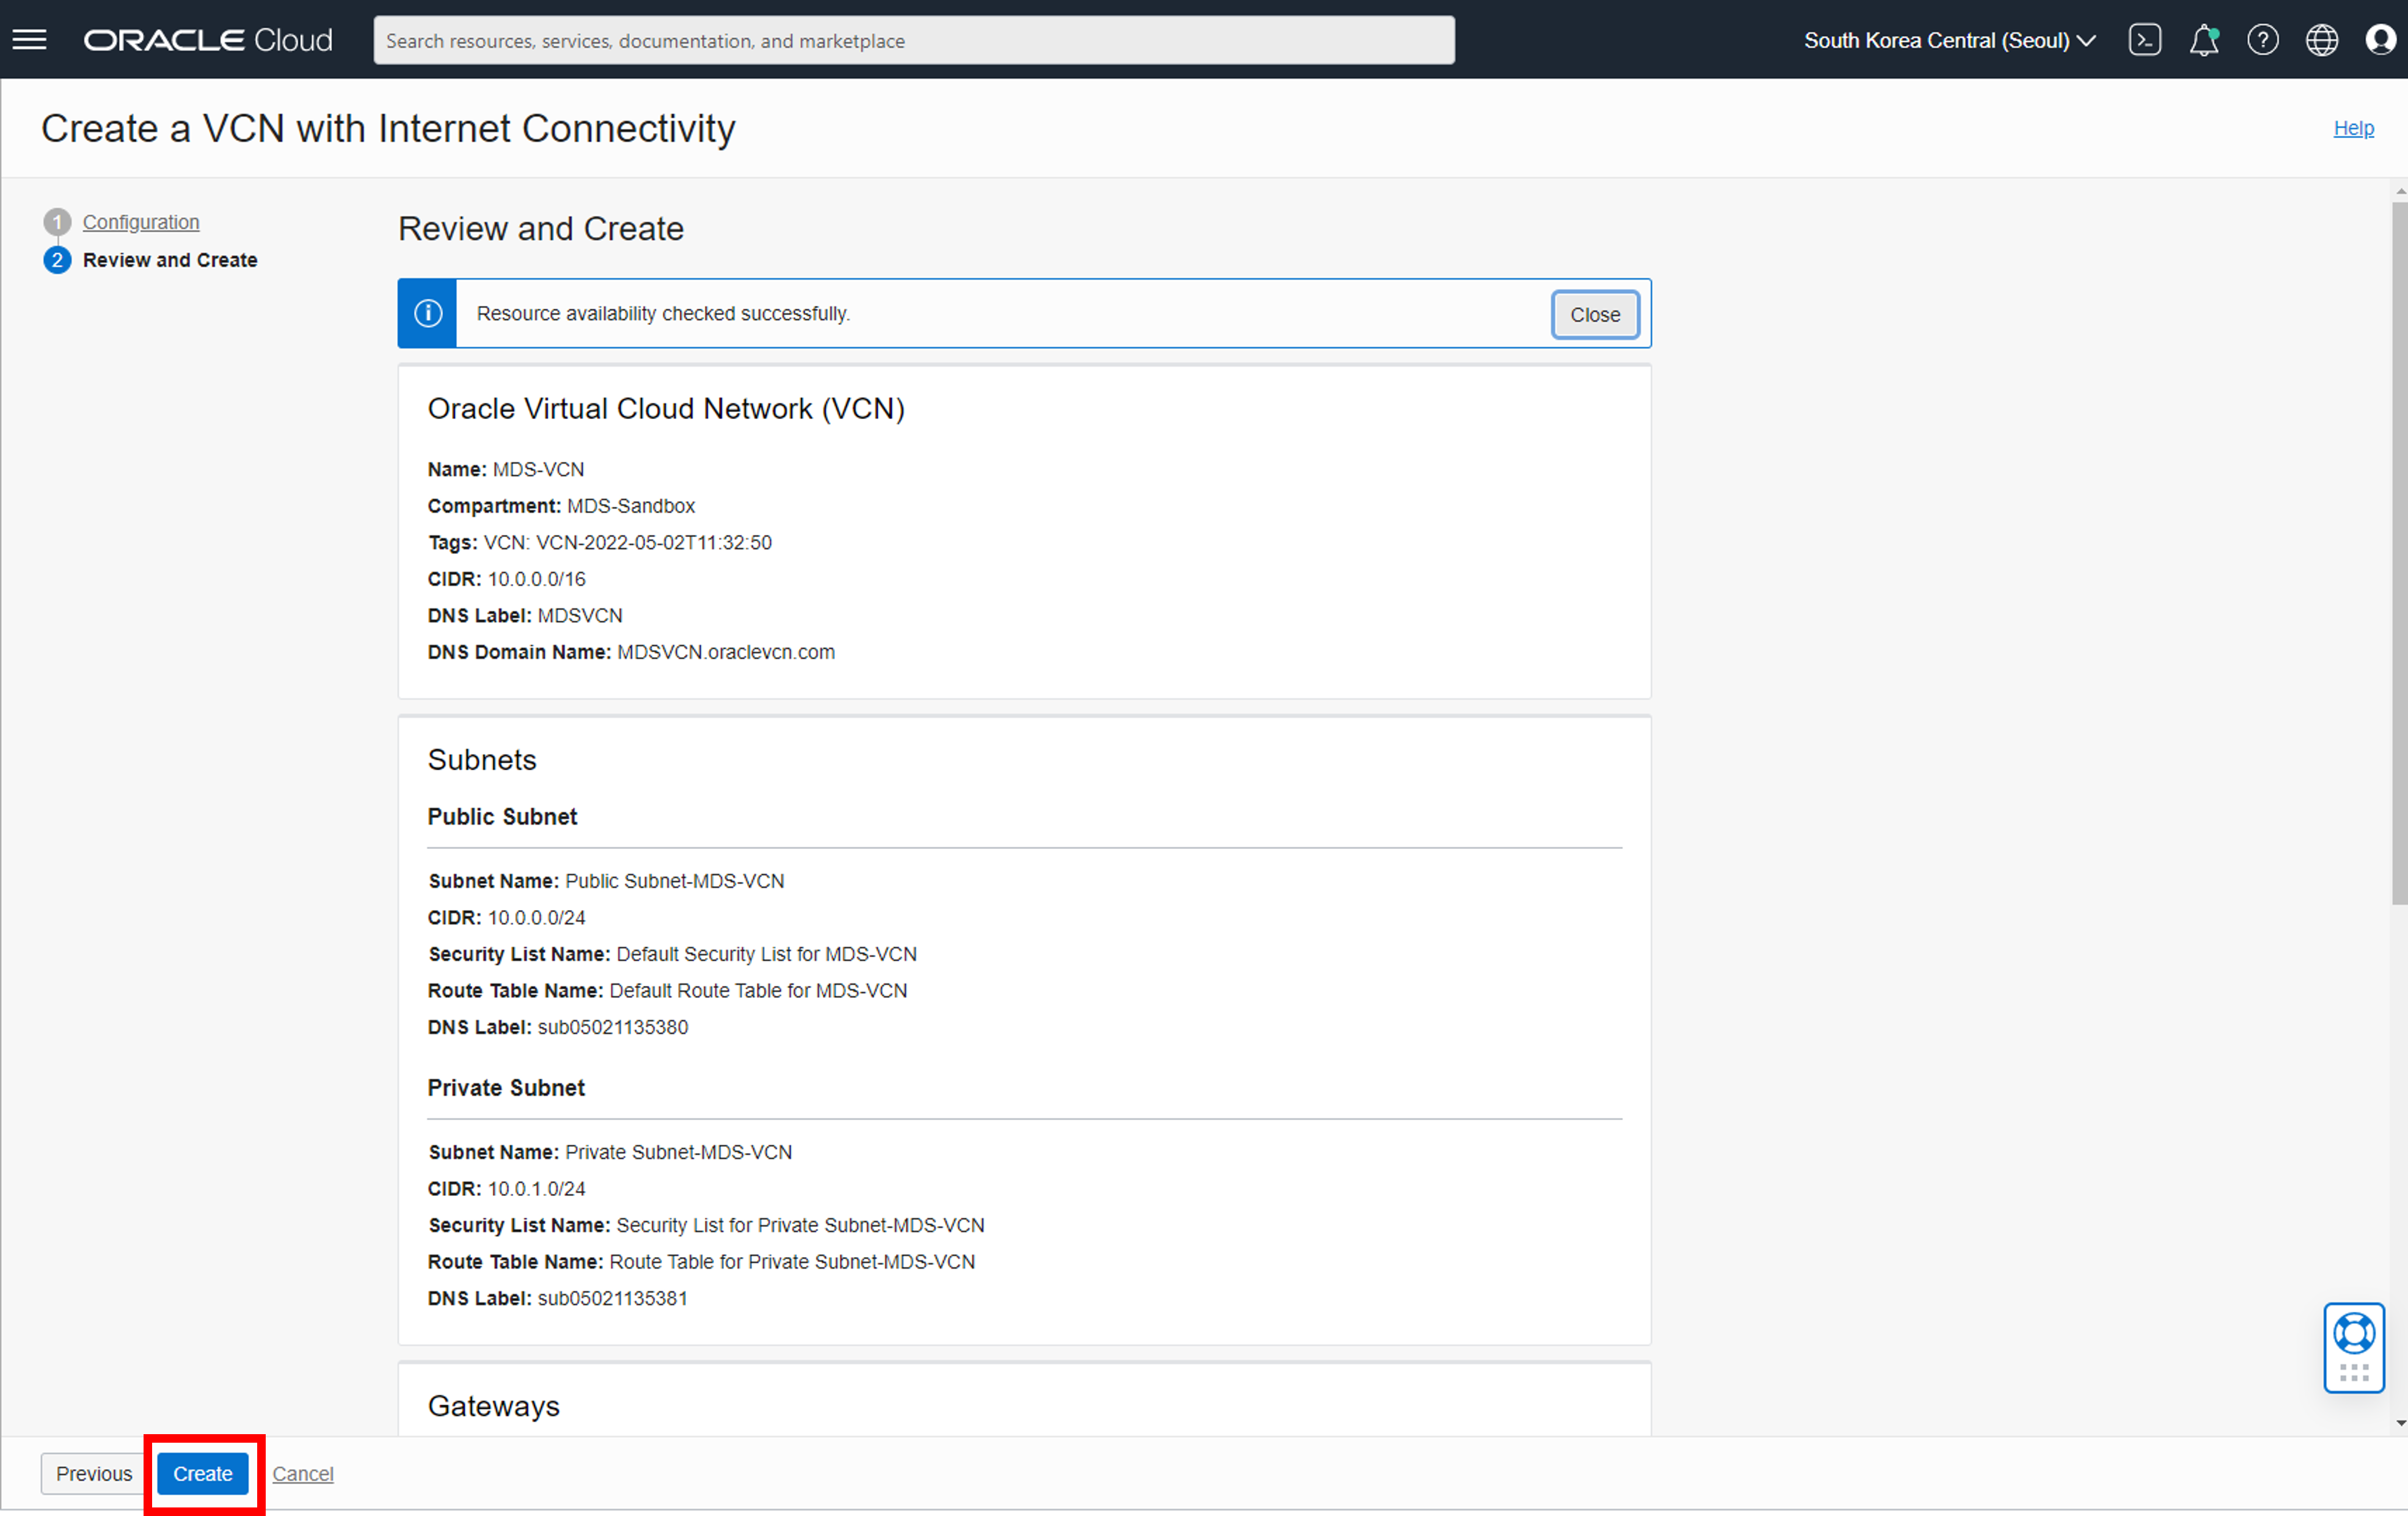 ORACLE Cloud
Search resources, services, documentation, and marketplace
South Korea Central (Seoul)
Create a VCN with Internet Connectivity
Help
1 Configuration
2 Review and Create
Review and Create
Resource availability checked successfully.
Close
Oracle Virtual Cloud Network (VCN)
Name: MDS-VCN
Compartment: MDS-Sandbox
Tags: VCN: VCN-2022-05-02T11:32:50
CIDR: 10.0.0.0/16
DNS Label: MDSVCN
DNS Domain Name: MDSVCN.oraclevcn.com
Subnets
Public Subnet
Subnet Name: Public Subnet-MDS-VCN
CIDR: 10.0.0.0/24
Security List Name: Default Security List for MDS-VCN
Route Table Name: Default Route Table for MDS-VCN
DNS Label: sub05021135380
Private Subnet
Subnet Name: Private Subnet-MDS-VCN
CIDR: 10.0.1.0/24
Security List Name: Security List for Private Subnet-MDS-VCN
Route Table Name: Route Table for Private Subnet-MDS-VCN
DNS Label: sub05021135381
Gateways
Previous
Create
Cancel